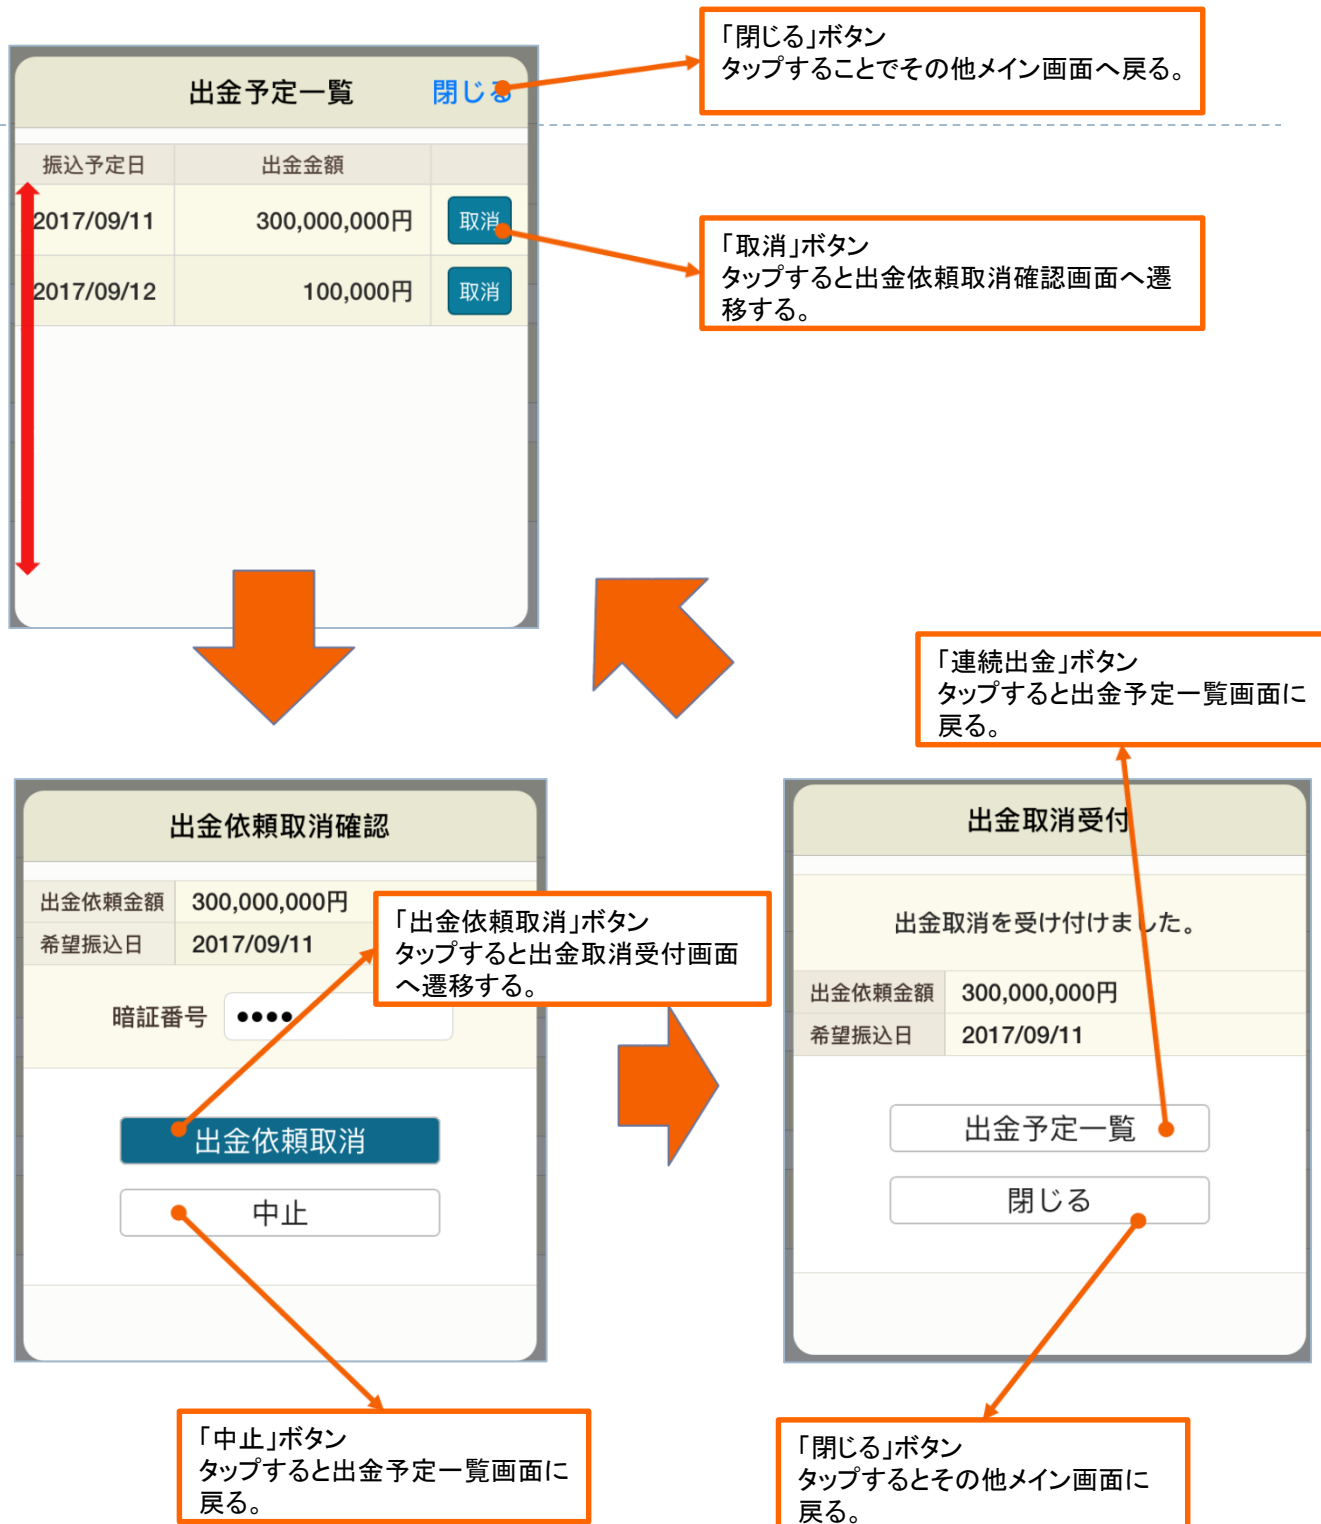 「閉じる」ボタン
タップすることでその他メイン画面へ戻る。
出金予定一覧 閉じる
振込予定日 出金金額
2017/09/11 300,000,000円 取消
2017/09/12 100,000円 取消
「取消」ボタン
タップすると出金依頼取消確認画面へ遷
移する。
「連続出金」ボタン
タップすると出金予定一覧画面に
戻る。
出金依頼取消確認
出金依頼金額 300,000,000円
希望振込日 2017/09/11
暗証番号 ••••
出金依頼取消
中止
「出金依頼取消」ボタン
タップすると出金取消受付画面
へ遷移する。
出金取消受付
出金取消を受け付けました。
出金依頼金額 300,000,000円
希望振込日 2017/09/11
出金予定一覧
閉じる
「中止」ボタン
タップすると出金予定一覧画面に
戻る。
「閉じる」ボタン
タップするとその他メイン画面に
戻る。